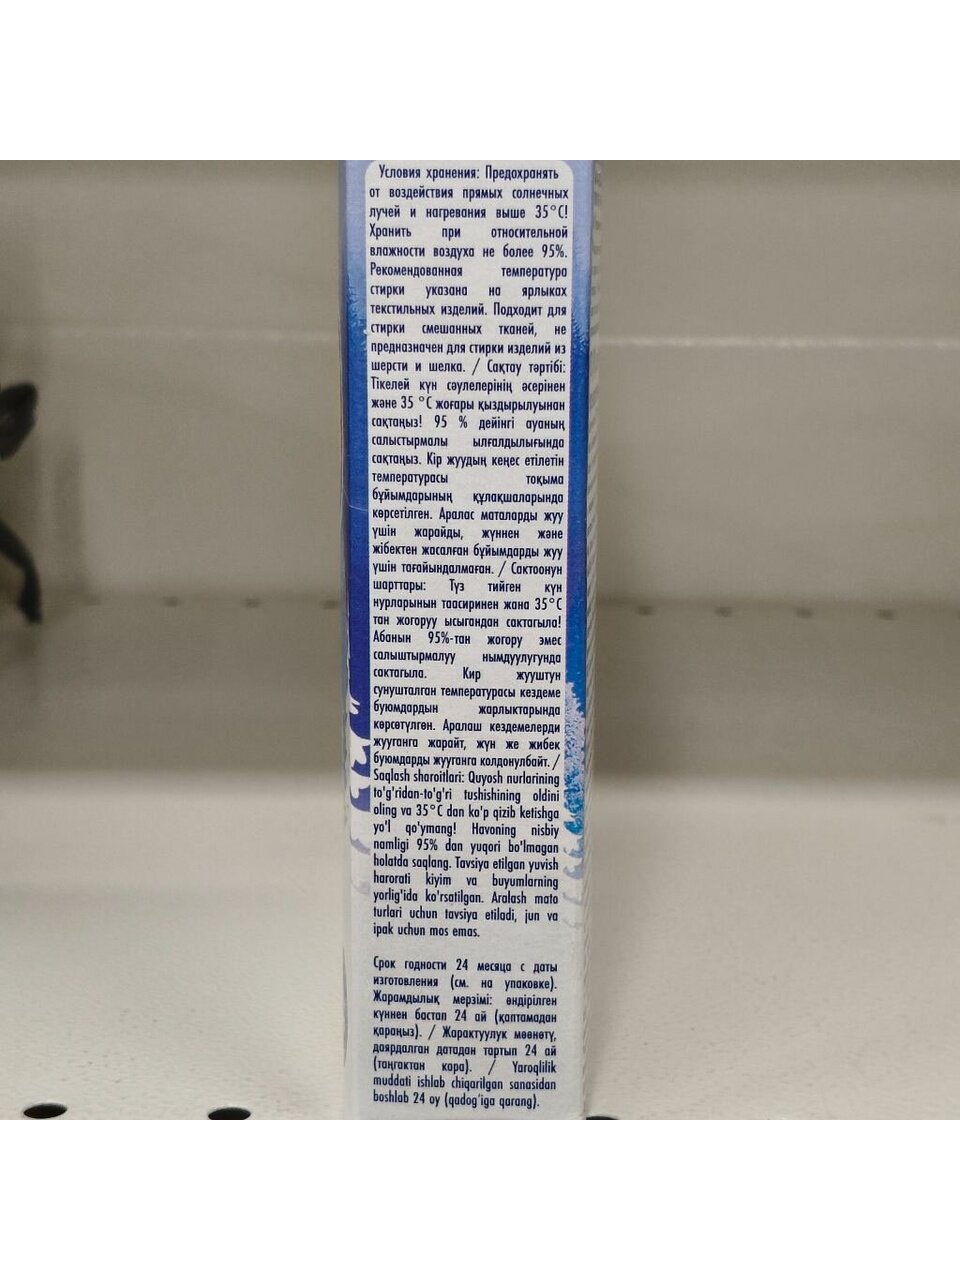 Условия хранения: Предохранять
от воздействия прямых солнечных
лучей и нагревания выше 35°С!
Хранить при относительной
влажности воздуха не более 95%.
Рекомендованная температура
стирки указана на ярлыках
текстильных изделий. Подходит для
стирки смешанных тканей, не
предназначен для стирки изделий из
шерсти и шелка. / Сақтау тәртібі:
Тікелей күн сәулелерінің әсерінен
және 35 °С жоғары қыздырылуынан
сақтаңыз! 95 % дейінгі ауаның
салыстырмалы ылғалдылығында
сақтаңыз. Кір жуудың кеңес етілетін
температурасы тоқыма
бұйымдарының құлақшаларында
көрсетілген. Аралас маталарды жуу
үшін жарайды, жүннен және
жібектен жасалған бұйымдарды жуу
үшін тағайындалмаған. / Сактоонун
шарттары: Түз тийген күн
нурларынын таасиринен жана 35°С
тан жогоруу ысыгандан сактагыла!
Абанын 95%-тан жогору эмес
салыштырмалуу нымдуулугунда
сактагыла. Кир жууштун
сунушталган температурасы кездеме
буюмдардын жарлыктарында
көрсөтүлгөн. Аралаш кездемелерди
жууганга жарайт, жүн же жибек
буюмдарды жууганга колдонулбайт. /
Saqlash sharoitlari: Quyosh nurlarining
to'g'ridan-to'g'ri tushishining oldini
oling va 35°C dan ko'p qizib ketishga
yo'l qo'ymang! Havoning nisbiy
namligi 95% dan yuqori bo'lmagan
holatda saqlang. Tavsiya etilgan yuvish
harorati kiyim va buyumlarning
yorlig'ida ko'rsatilgan. Aralash mato
turlari uchun tavsiya etiladi, jun va
ipak uchun mos emas.
Срок годности 24 месяца с даты
изготовления (см. на упаковке).
Жарамдылық мерзімі: өндірілген
күннен бастап 24 ай (қаптамадан
қараңыз). / Жарактуулук мөөнөтү,
даярдалган датадан тартып 24 ай
(таңгактан кара). / Yaroqlilik
muddati ishlab chiqarilgan sanasidan
boshlab 24 oy (qadog'iga qarang).